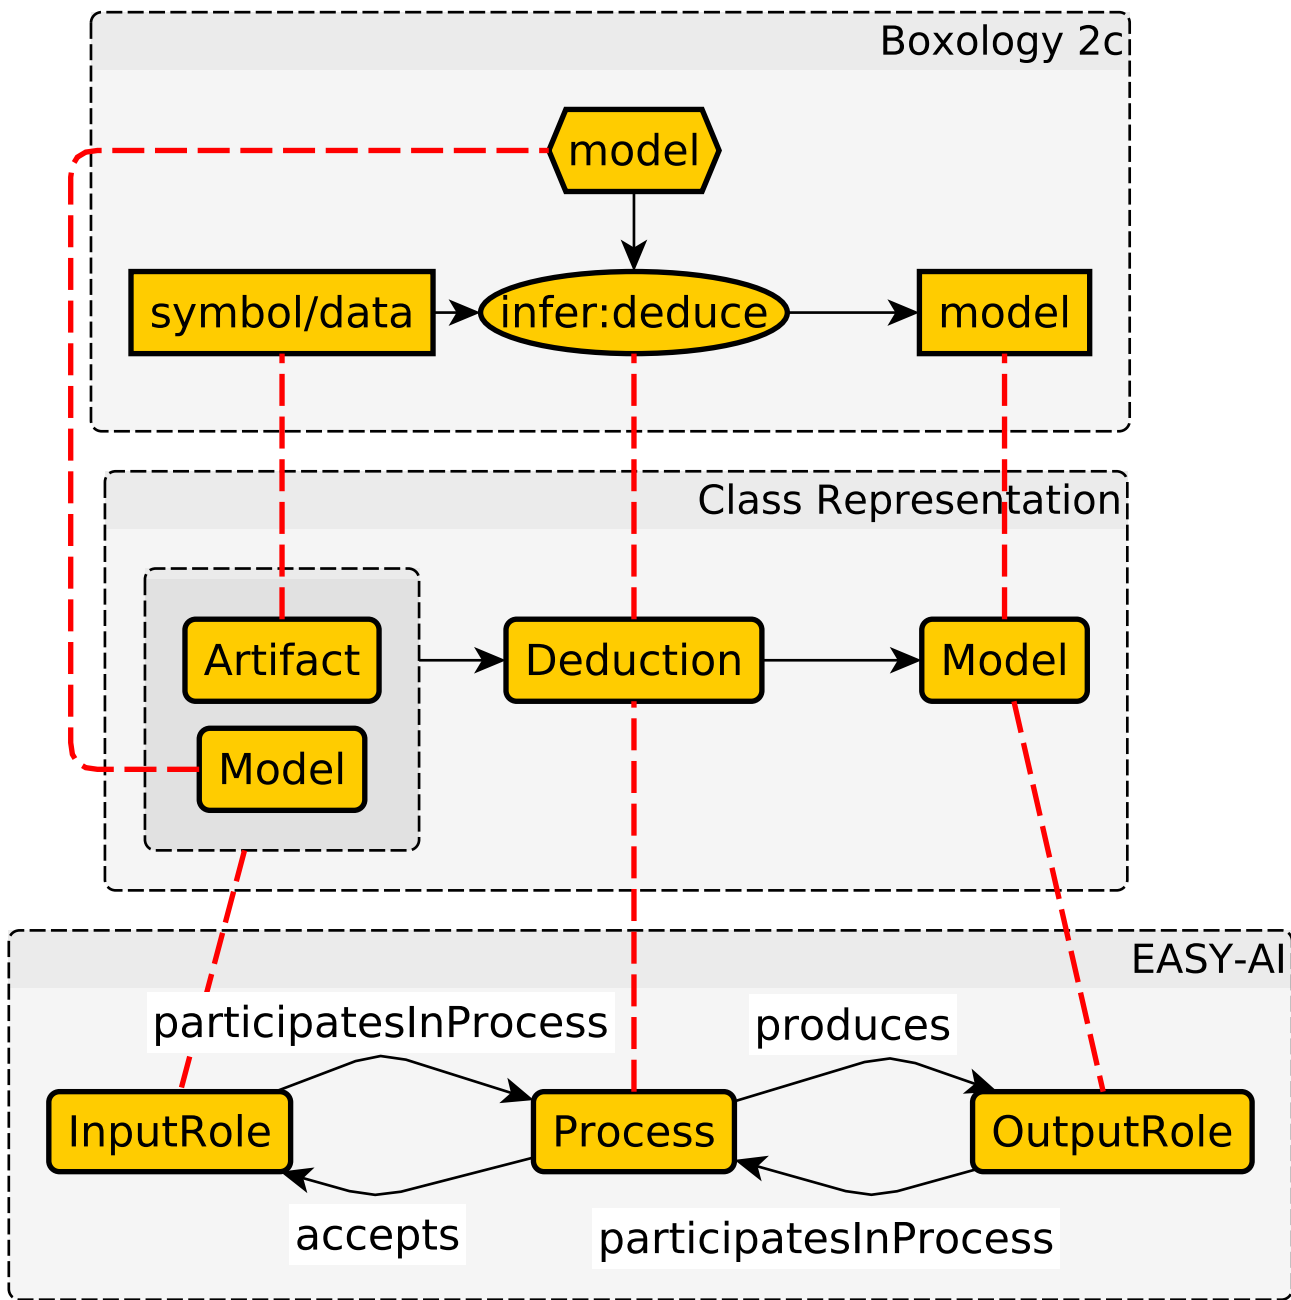 Boxology 2c
model
symbol/data
infer:deduce
model
Class Representation
Artifact
Deduction
Model
Model
EASY-AI
participatesInProcess
produces
InputRole
Process
OutputRole
accepts
participatesInProcess